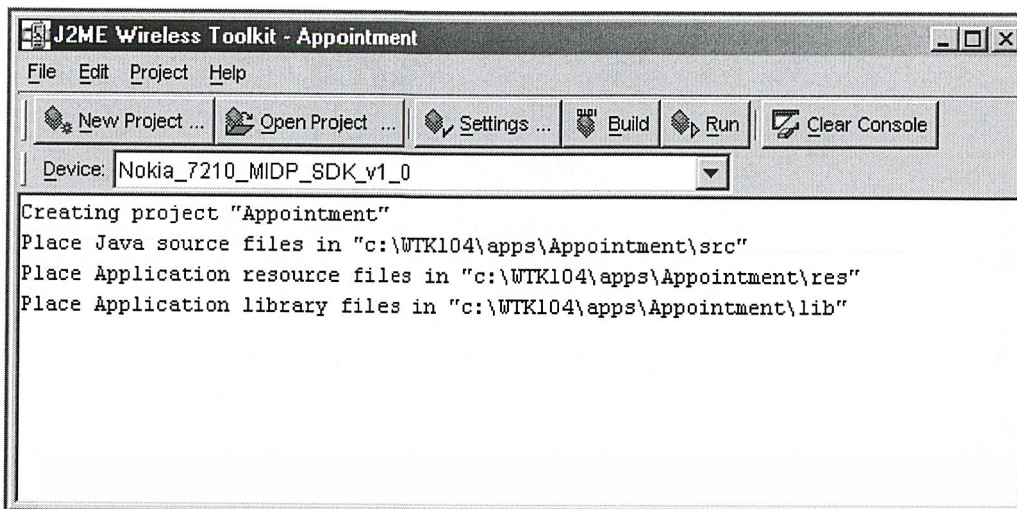 J2ME Wireless Toolkit - Appointment
File Edit Project Help
New Project ... Open Project ... Settings ... Build Run Clear Console
Device: Nokia_7210_MIDP_SDK_v1_0
Creating project "Appointment"
Place Java source files in "c:\WTK104\apps\Appointment\src"
Place Application resource files in "c:\WTK104\apps\Appointment\res"
Place Application library files in "c:\WTK104\apps\Appointment\lib"